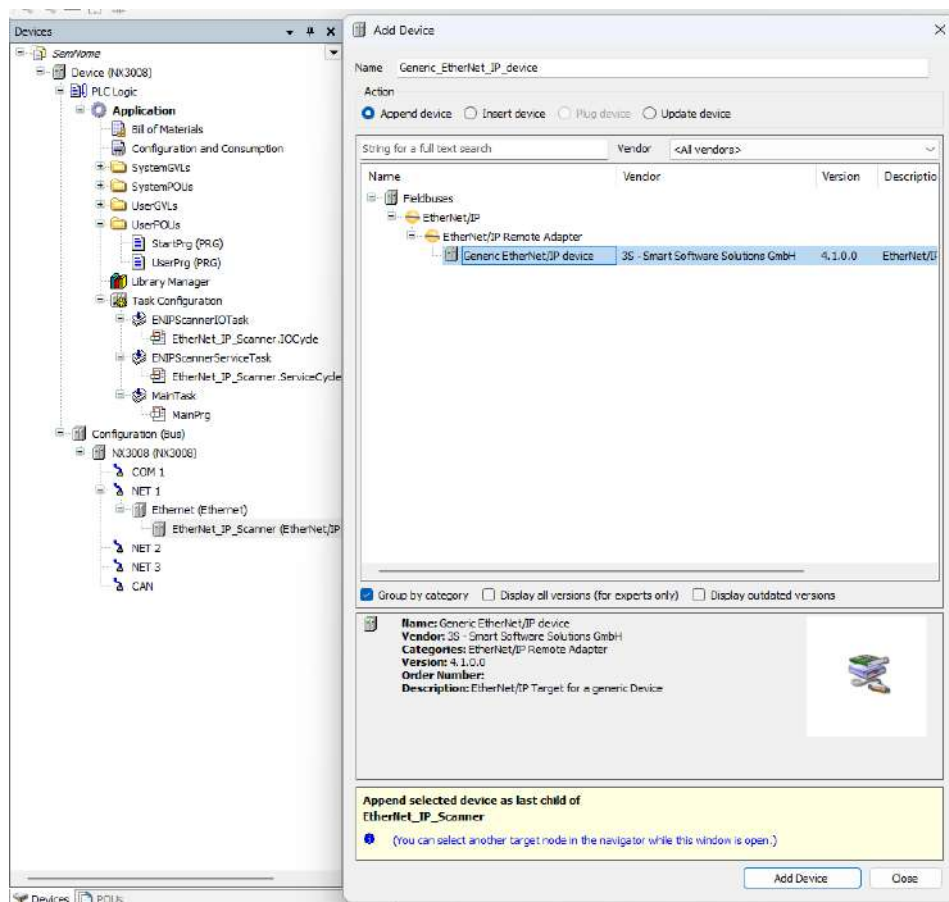 Devices
SemNome
Device (NX3008)
PLC Logic
Application
Bill of Materials
Configuration and Consumption
SystemGVLs
SystemPOUs
UserGVLs
UserPOUs
StartPrg (PRG)
UserPrg (PRG)
Library Manager
Task Configuration
ENIPScannerIOTask
EtherNet_IP_Scanner.IOCycle
ENIPScannerServiceTask
EtherNet_IP_Scanner.ServiceCycle
MainTask
MainPrg
Configuration (Bus)
NX3008 (NX3008)
COM 1
NET 1
Ethernet (Ethernet)
EtherNet_IP_Scanner (EtherNet/IP
NET 2
NET 3
CAN
Devices POUs
Add Device
Name Generic_EtherNet_IP_device
Action
Append device Insert device Plug device Update device
String for a full text search Vendor <All vendors>
Name Vendor Version Descriptio
Fieldbuses
EtherNet/IP
EtherNet/IP Remote Adapter
Generic EtherNet/IP device 3S - Smart Software Solutions GmbH 4.1.0.0 EtherNet/IP
Group by category Display all versions (for experts only) Display outdated versions
Name: Generic EtherNet/IP device
Vendor: 3S - Smart Software Solutions GmbH
Categories: EtherNet/IP Remote Adapter
Version: 4.1.0.0
Order Number:
Description: EtherNet/IP Target for a generic Device
Append selected device as last child of
EtherNet_IP_Scanner
(You can select another target node in the navigator while this window is open.)
Add Device Close